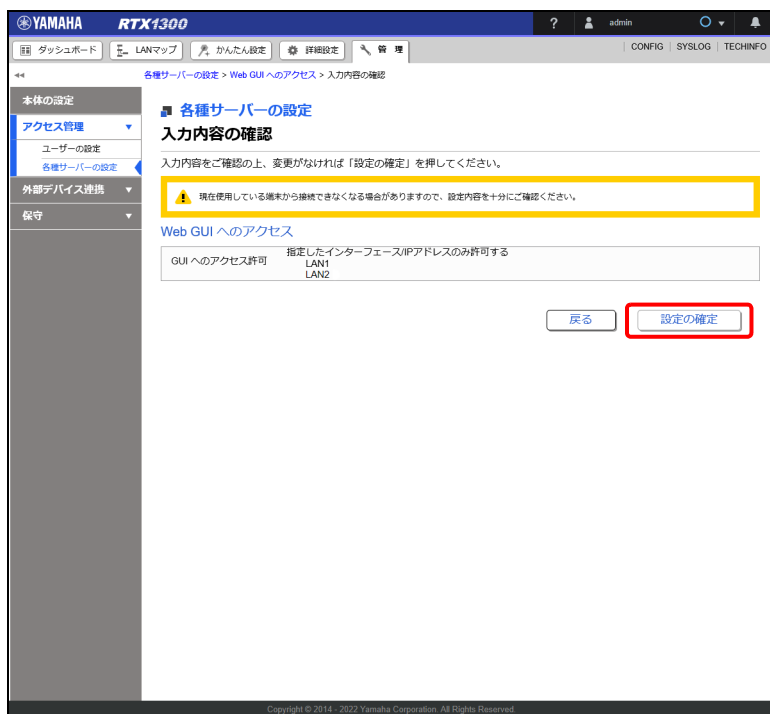 YAMAHA RTX1300 ? admin
ダッシュボード LANマップ かんたん設定 詳細設定 管 理 CONFIG SYSLOG TECHINFO
各種サーバーの設定 > Web GUI へのアクセス > 入力内容の確認
本体の設定
アクセス管理
ユーザーの設定
各種サーバーの設定
外部デバイス連携
保守
各種サーバーの設定
入力内容の確認
入力内容をご確認の上、変更がなければ「設定の確定」を押してください。
現在使用している端末から接続できなくなる場合がありますので、設定内容を十分にご確認ください。
Web GUI へのアクセス
GUI へのアクセス許可
指定したインターフェース/IPアドレスのみ許可する
LAN1
LAN2
戻る 設定の確定
Copyright © 2014 - 2022 Yamaha Corporation. All Rights Reserved.